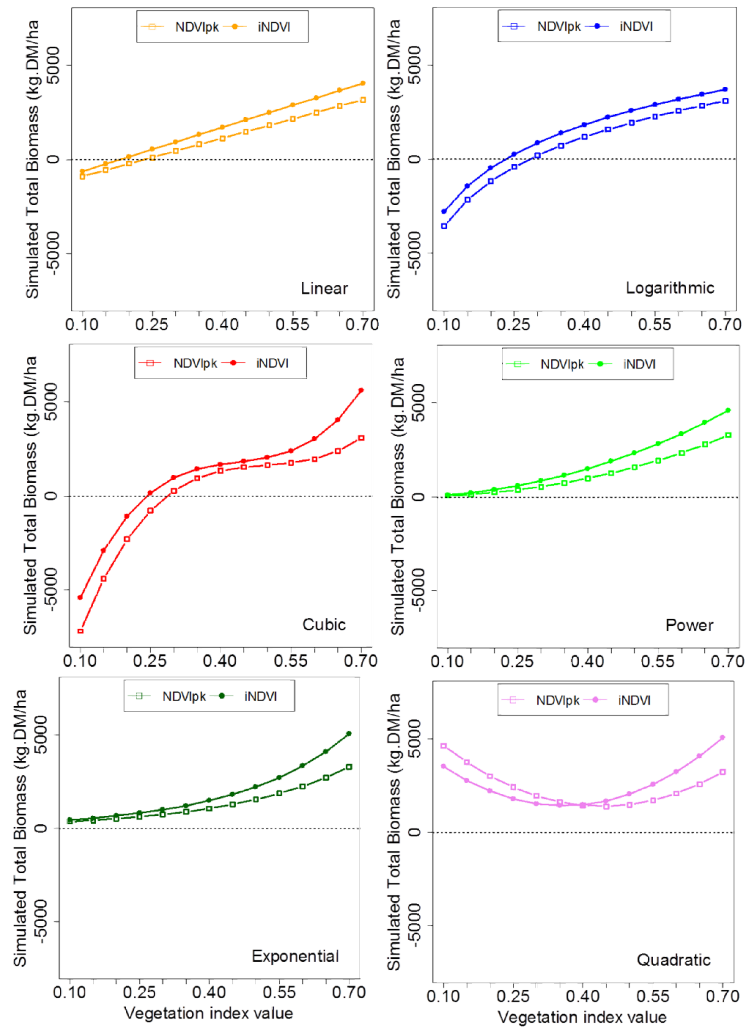 NDVIpk iNDVI
Simulated Total Biomass (kg.DM/ha
5000
0
-5000
Linear
0.10 0.25 0.40 0.55 0.70
NDVIpk iNDVI
Simulated Total Biomass (kg.DM/ha
5000
0
-5000
Logarithmic
0.10 0.25 0.40 0.55 0.70
NDVIpk iNDVI
Simulated Total Biomass (kg.DM/ha
5000
0
-5000
Cubic
0.10 0.25 0.40 0.55 0.70
NDVIpk iNDVI
Simulated Total Biomass (kg.DM/ha
5000
0
-5000
Power
0.10 0.25 0.40 0.55 0.70
NDVIpk iNDVI
Simulated Total Biomass (kg.DM/ha
5000
0
-5000
Exponential
0.10 0.25 0.40 0.55 0.70
Vegetation index value
NDVIpk iNDVI
Simulated Total Biomass (kg.DM/ha
5000
0
-5000
Quadratic
0.10 0.25 0.40 0.55 0.70
Vegetation index value